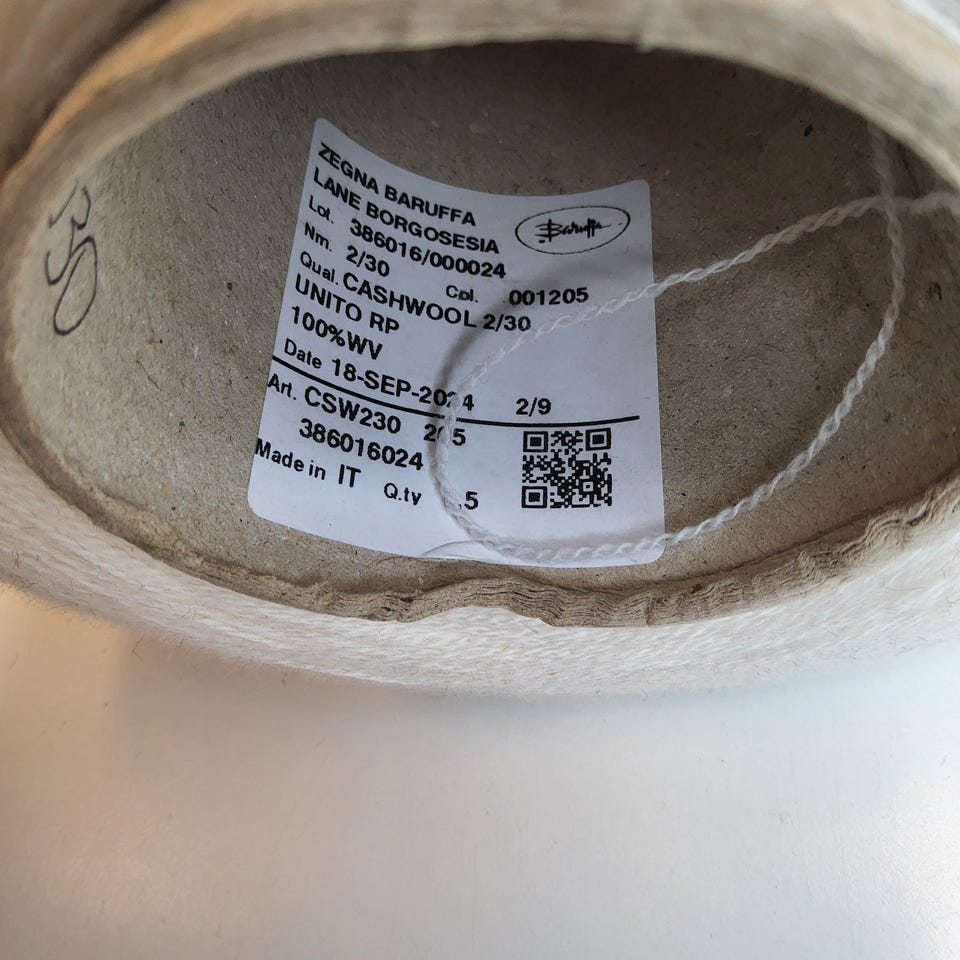 ZEGNA BARUFFA
LANE BORGOSESIA
Baruffa
Lot. 386016/000024
Nm. 2/30 Col. 001205
Qual. CASHWOOL 2/30
UNITO RP
100%WV
Date 18-SEP-2024 2/9
Art. CSW230
386016024
Made in IT Q.ty